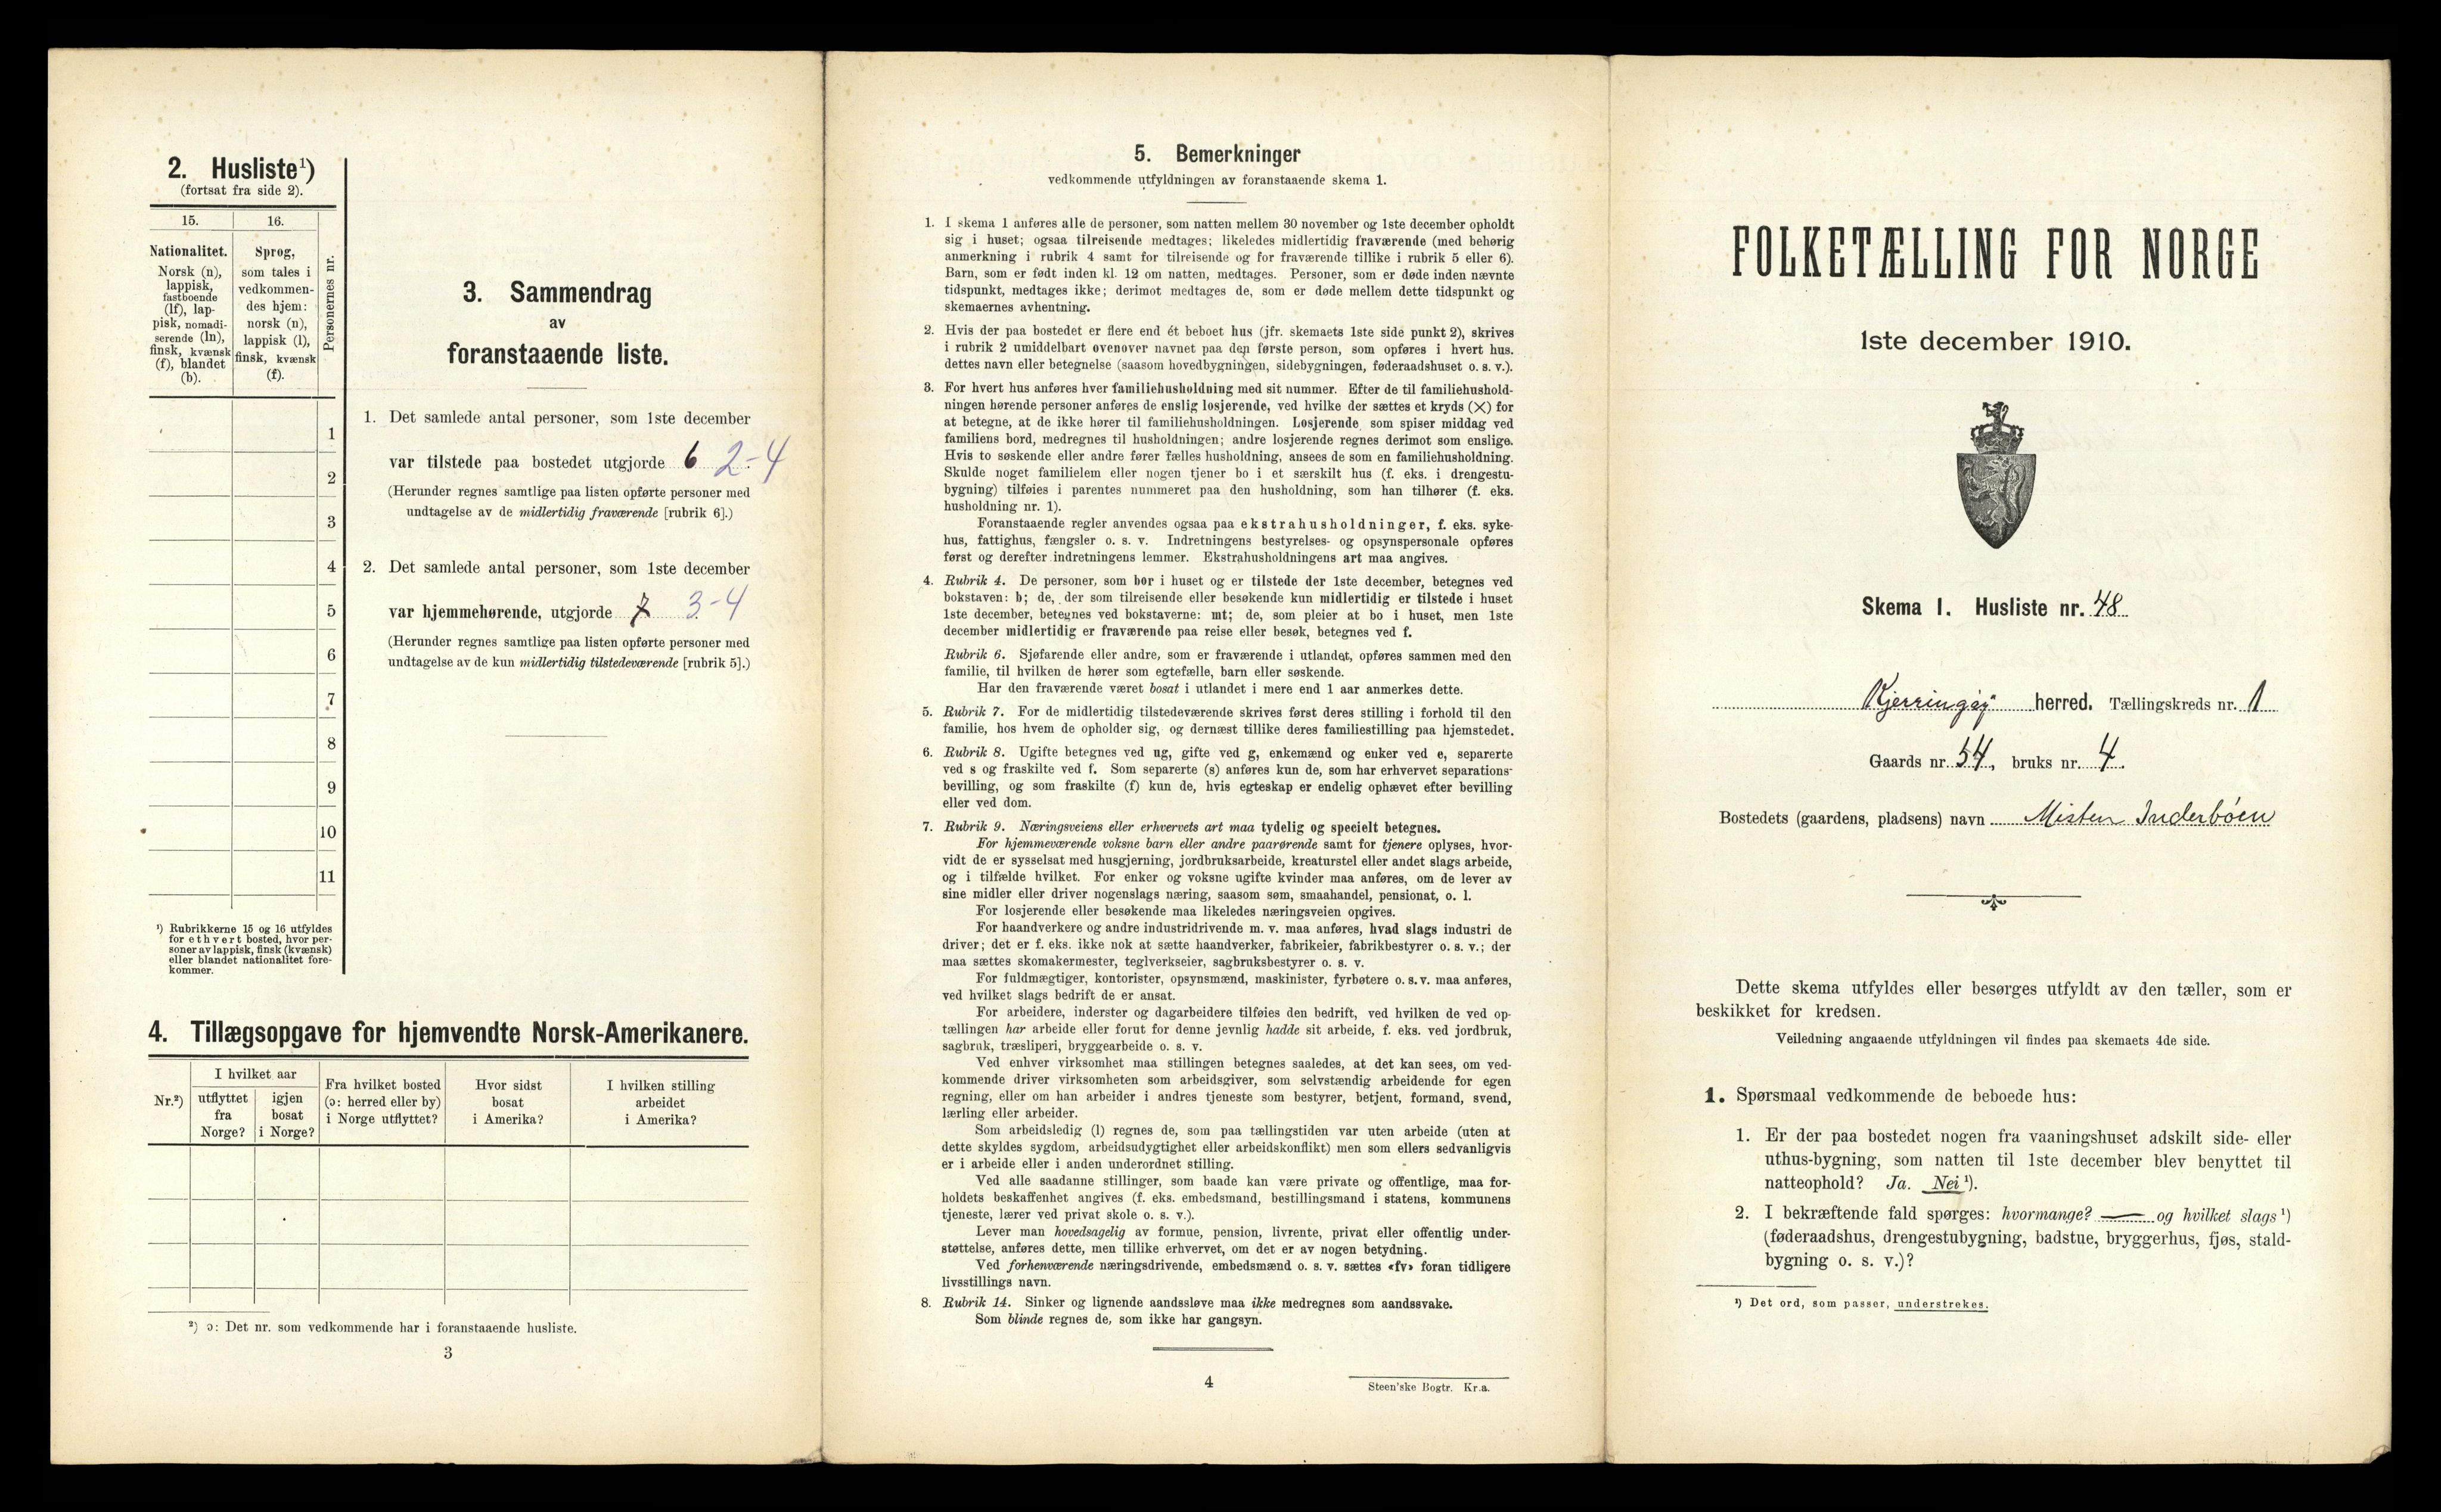 2. Husliste¹)
(fortsat fra side 2).
15.
16.
Personernes nr.
Nationalitet.
Norsk (n),
lappisk,
fastboende
(lf), lap-
pisk, nomadi-
serende (ln),
finsk, kvænsk
(f), blandet
(b).
Sprog,
som tales i
vedkommen-
des hjem:
norsk (n),
lappisk (l),
finsk, kvænsk
(f).
1
2
3
4
5
6
7
8
9
10
11
¹) Rubrikkerne 15 og 16 utfyldes
for ethvert bosted, hvor per-
soner av lappisk, finsk (kvænsk)
eller blandet nationalitet fore-
kommer.
3. Sammendrag
av
foranstaaende liste.
1. Det samlede antal personer, som 1ste december
var tilstede paa bostedet utgjorde 6 2-4
(Herunder regnes samtlige paa listen opførte personer med
undtagelse av de midlertidig fraværende [rubrik 6].)
2. Det samlede antal personer, som 1ste december
var hjemmehørende, utgjorde 7 3-4
(Herunder regnes samtlige paa listen opførte personer med
undtagelse av de kun midlertidig tilstedeværende [rubrik 5].)
4. Tillægsopgave for hjemvendte Norsk-Amerikanere.
Nr.²)
I hvilket aar
utflyttet
fra
Norge?
igjen
bosat
i Norge?
Fra hvilket bosted
(ɔ: herred eller by)
i Norge utflyttet?
Hvor sidst
bosat
i Amerika?
I hvilken stilling
arbeidet
i Amerika?
²) ɔ: Det nr. som vedkommende har i foranstaaende husliste.
3
5. Bemerkninger
vedkommende utfyldningen av foranstaaende skema 1.
1. I skema 1 anføres alle de personer, som natten mellem 30 november og 1ste december opholdt
sig i huset; ogsaa tilreisende medtages; likeledes midlertidig fraværende (med behørig
anmerkning i rubrik 4 samt for tilreisende og for fraværende tillike i rubrik 5 eller 6).
Barn, som er født inden kl. 12 om natten, medtages. Personer, som er døde inden nævnte
tidspunkt, medtages ikke; derimot medtages de, som er døde mellem dette tidspunkt og
skemaernes avhentning.
2. Hvis der paa bostedet er flere end ét beboet hus (jfr. skemaets 1ste side punkt 2), skrives
i rubrik 2 umiddelbart ovenover navnet paa den første person, som opføres i hvert hus.
dettes navn eller betegnelse (saasom hovedbygningen, sidebygningen, føderaadshuset o. s. v.).
3. For hvert hus anføres hver familiehusholdning med sit nummer. Efter de til familiehushold-
ningen hørende personer anføres de enslig losjerende, ved hvilke der sættes et kryds (×) for
at betegne, at de ikke hører til familiehusholdningen. Losjerende som spiser middag ved
familiens bord, medregnes til husholdningen; andre losjerende regnes derimot som enslige.
Hvis to søskende eller andre fører fælles husholdning, ansees de som en familiehusholdning.
Skulde noget familielem eller nogen tjener bo i et særskilt hus (f. eks. i drengestu-
bygning) tilføies i parentes nummeret paa den husholdning, som han tilhører (f. eks.
husholdning nr. 1).
Foranstaaende regler anvendes ogsaa paa ekstrahusholdninger, f. eks. syke-
hus, fattighus, fængsler o. s. v. Indretningens bestyrelses- og opsynspersonale opføres
først og derefter indretningens lemmer. Ekstrahusholdningens art maa angives.
4. Rubrik 4. De personer, som bor i huset og er tilstede der 1ste december, betegnes ved
bokstaven: b; de, der som tilreisende eller besøkende kun midlertidig er tilstede i huset
1ste december, betegnes ved bokstaverne: mt; de, som pleier at bo i huset, men 1ste
december midlertidig er fraværende paa reise eller besøk, betegnes ved f.
Rubrik 6. Sjøfarende eller andre, som er fraværende i utlandet, opføres sammen med den
familie, til hvilken de hører som egtefælle, barn eller søskende.
Har den fraværende været bosat i utlandet i mere end 1 aar anmerkes dette.
5. Rubrik 7. For de midlertidig tilstedeværende skrives først deres stilling i forhold til den
familie, hos hvem de opholder sig, og dernæst tillike deres familiestilling paa hjemstedet.
6. Rubrik 8. Ugifte betegnes ved ug, gifte ved g, enkemænd og enker ved e, separerte
ved s og fraskilte ved f. Som separerte (s) anføres kun de, som har erhvervet separations-
bevilling, og som fraskilte (f) kun de, hvis egteskap er endelig ophævet efter bevilling
eller ved dom.
7. Rubrik 9. Næringsveiens eller erhvervets art maa tydelig og specielt betegnes.
For hjemmeværende voksne barn eller andre paarørende samt for tjenere oplyses, hvor-
vidt de er sysselsat med husgjerning, jordbruksarbeide, kreaturstel eller andet slags arbeide,
og i tilfælde hvilket. For enker og voksne ugifte kvinder maa anføres, om de lever av
sine midler eller driver nogenslags næring, saasom søm, smaahandel, pensionat, o. l.
For losjerende eller besøkende maa likeledes næringsveien opgives.
For haandverkere og andre industridrivende m. v. maa anføres, hvad slags industri de
driver; det er f. eks. ikke nok at sætte haandverker, fabrikeier, fabrikbestyrer o. s. v.; der
maa sættes skomakermester, teglverkseier, sagbruksbestyrer o. s. v.
For fuldmægtiger, kontorister, opsynsmænd, maskinister, fyrbøtere o. s. v. maa anføres,
ved hvilket slags bedrift de er ansat.
For arbeidere, inderster og dagarbeidere tilføies den bedrift, ved hvilken de ved op-
tællingen har arbeide eller forut for denne jevnlig hadde sit arbeide, f. eks. ved jordbruk,
sagbruk, træsliperi, bryggearbeide o. s. v.
Ved enhver virksomhet maa stillingen betegnes saaledes, at det kan sees, om ved-
kommende driver virksomheten som arbeidsgiver, som selvstændig arbeidende for egen
regning, eller om han arbeider i andres tjeneste som bestyrer, betjent, formand, svend,
lærling eller arbeider.
Som arbeidsledig (l) regnes de, som paa tællingstiden var uten arbeide (uten at
dette skyldes sygdom, arbeidsudygtighet eller arbeidskonflikt) men som ellers sedvanligvis
er i arbeide eller i anden underordnet stilling.
Ved alle saadanne stillinger, som baade kan være private og offentlige, maa for-
holdets beskaffenhet angives (f. eks. embedsmand, bestillingsmand i statens, kommunens
tjeneste, lærer ved privat skole o. s. v.).
Lever man hovedsagelig av formue, pension, livrente, privat eller offentlig under-
støttelse, anføres dette, men tillike erhvervet, om det er av nogen betydning.
Ved forhenværende næringsdrivende, embedsmænd o. s. v. sættes «fv» foran tidligere
livsstillings navn.
8. Rubrik 14. Sinker og lignende aandssløve maa ikke medregnes som aandssvake.
Som blinde regnes de, som ikke har gangsyn.
4
Steen'ske Bogtr. Kr.a.
FOLKETÆLLING FOR NORGE
1ste december 1910.
Skema 1. Husliste nr. 48
Kjerringøy herred. Tællingskreds nr. 1
Gaards nr. 54, bruks nr. 4.
Bostedets (gaardens, pladsens) navn Misten Inderbøen
Dette skema utfyldes eller besørges utfyldt av den tæller, som er
beskikket for kredsen.
Veiledning angaaende utfyldningen vil findes paa skemaets 4de side.
1. Spørsmaal vedkommende de beboede hus:
1. Er der paa bostedet nogen fra vaaningshuset adskilt side- eller
uthus-bygning, som natten til 1ste december blev benyttet til
natteophold? Ja. Nei ¹).
2. I bekræftende fald spørges: hvormange? — og hvilket slags ¹)
(føderaadshus, drengestubygning, badstue, bryggerhus, fjøs, stald-
bygning o. s. v.)?
¹) Det ord, som passer, understrekes.